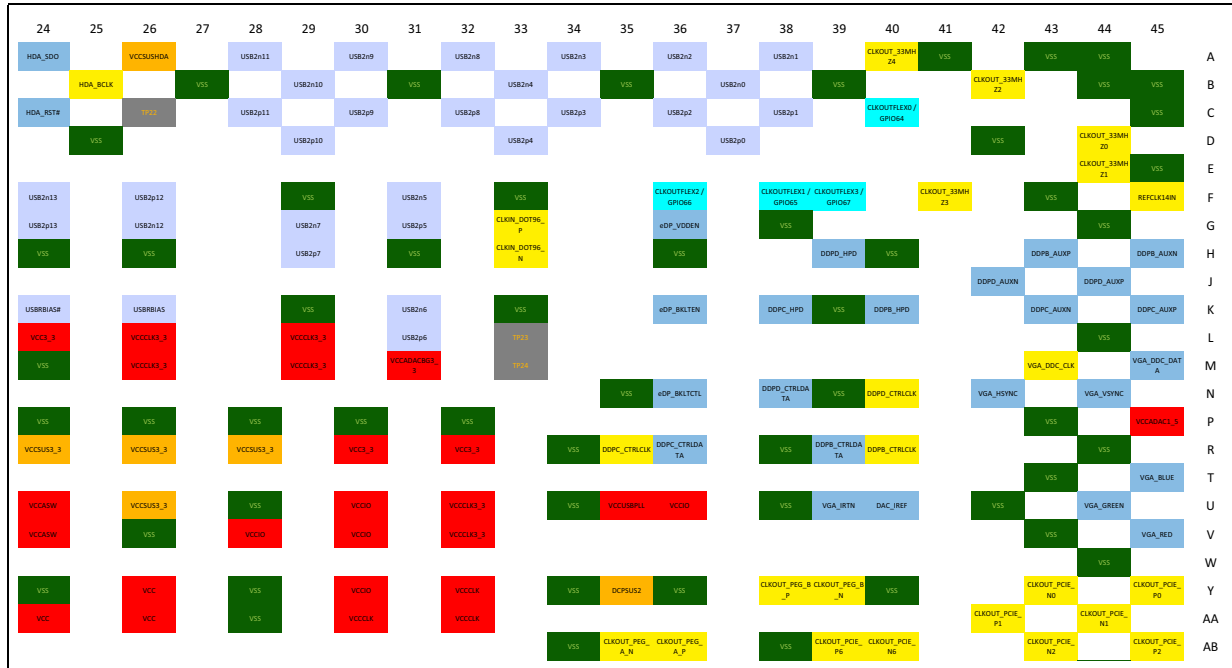 24 25 26 27 28 29 30 31 32 33 34 35 36 37 38 39 40 41 42 43 44 45
HDA_SDO VCCSUSHDA USB2n11 USB2n9 USB2n8 USB2n3 USB2n2 USB2n1 CLKOUT_33MH VSS VSS VSS A
Z4
HDA_BCLK VSS USB2n10 VSS USB2n4 VSS USB2n0 VSS CLKOUT_33MH VSS VSS B
Z2
HDA_RST# TP22 USB2p11 USB2p9 USB2p8 USB2p3 USB2p2 USB2p1 CLKOUTFLEX0 / VSS C
GPIO64
VSS USB2p10 USB2p4 USB2p0 VSS CLKOUT_33MH D
Z0
CLKOUT_33MH VSS E
Z1
USB2n13 USB2p12 VSS USB2n5 VSS CLKOUTFLEX2 / CLKOUTFLEX1 / CLKOUTFLEX3 / CLKOUT_33MH VSS REFCLK14IN F
GPIO66 GPIO65 GPIO67 Z3
USB2p13 USB2n12 USB2n7 USB2p5 CLKIN_DOT96_ eDP_VDDEN VSS VSS G
P
VSS VSS USB2p7 VSS CLKIN_DOT96_ VSS DDPD_HPD VSS DDPB_AUXP DDPB_AUXN H
N
DDPD_AUXN DDPD_AUXP J
USBRBIAS# USBRBIAS VSS USB2n6 VSS eDP_BKLTEN DDPC_HPD VSS DDPB_HPD DDPC_AUXN DDPC_AUXP K
VCC3_3 VCCCLK3_3 VCCCLK3_3 USB2p6 TP23 VSS L
VSS VCCCLK3_3 VCCCLK3_3 VCCADACBG3_ TP24 VGA_DDC_CLK VGA_DDC_DAT M
3 A
VSS eDP_BKLTCTL DDPD_CTRLDA VSS DDPD_CTRLCLK VGA_HSYNC VGA_VSYNC N
TA
VSS VSS VSS VSS VSS VSS VCCADAC1_5 P
VCCSUS3_3 VCCSUS3_3 VCCSUS3_3 VCC3_3 VCC3_3 VSS DDPC_CTRLCLK DDPC_CTRLDA VSS DDPB_CTRLDA DDPB_CTRLCLK VSS R
TA TA
VSS VGA_BLUE T
VCCASW VCCSUS3_3 VSS VCCIO VCCCLK3_3 VSS VCCUSBPLL VCCIO VSS VGA_IRTN DAC_IREF VSS VGA_GREEN U
VCCASW VSS VCCIO VCCIO VCCCLK3_3 VSS VGA_RED V
VSS W
VSS VCC VSS VCCIO VCCCLK VSS DCPSUS2 VSS CLKOUT_PEG_B CLKOUT_PEG_B VSS CLKOUT_PCIE_ CLKOUT_PCIE_ Y
_P _N N0 P0
VCC VCC VSS VCCCLK VCCCLK CLKOUT_PCIE_ CLKOUT_PCIE_ AA
P1 N1
VSS CLKOUT_PEG_ CLKOUT_PEG_ VSS CLKOUT_PCIE_ CLKOUT_PCIE_ CLKOUT_PCIE_ CLKOUT_PCIE_ AB
A_N A_P P6 N6 N2 P2